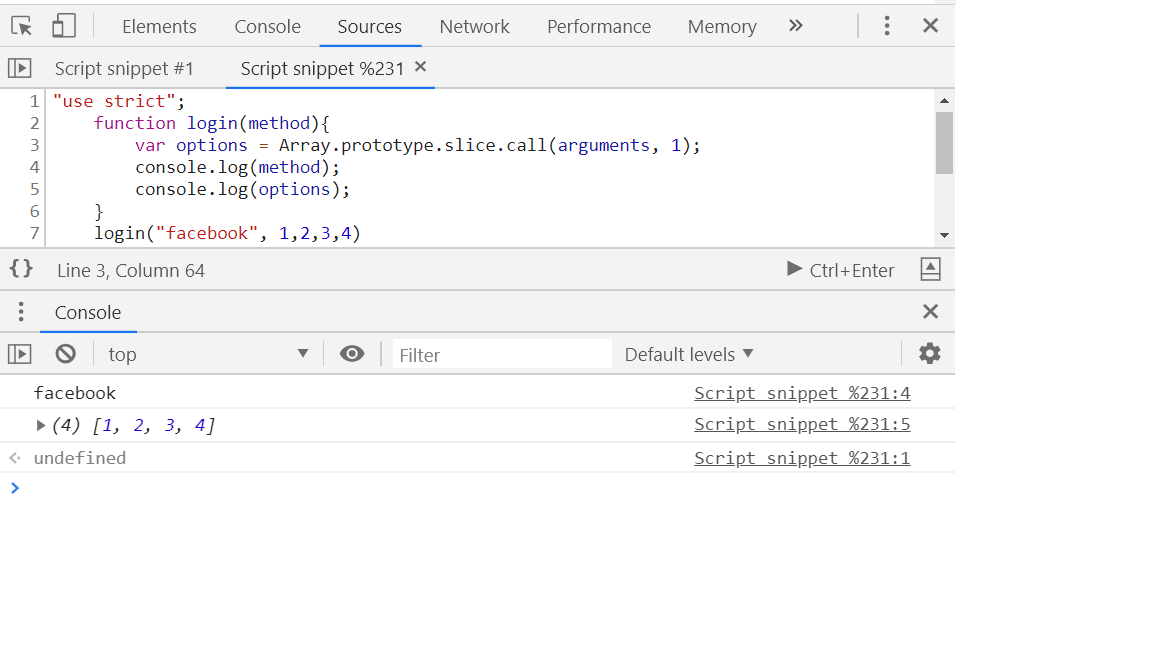 Elements Console Sources Network Performance Memory »
Script snippet #1 Script snippet %231 ×
1 "use strict";
2     function login(method){
3         var options = Array.prototype.slice.call(arguments, 1);
4         console.log(method);
5         console.log(options);
6     }
7     login("facebook", 1,2,3,4)
{} Line 3, Column 64 Ctrl+Enter
Console
top Filter Default levels
facebook Script snippet %231:4
(4) [1, 2, 3, 4] Script snippet %231:5
undefined Script snippet %231:1